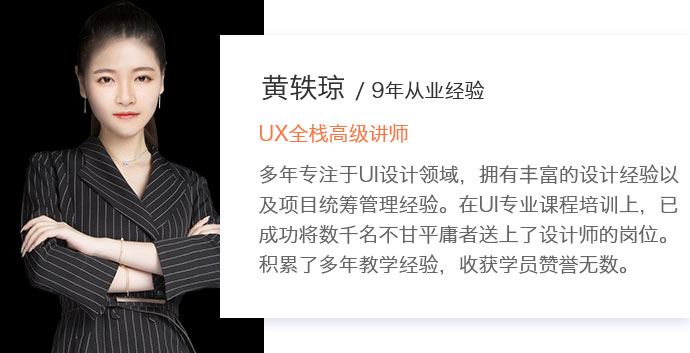 黄轶琼 / 9年从业经验
UX全栈高级讲师
多年专注于UI设计领域，拥有丰富的设计经验以
及项目统筹管理经验。在UI专业课程培训上，已
成功将数千名不甘平庸者送上了设计师的岗位。
积累了多年教学经验，收获学员赞誉无数。